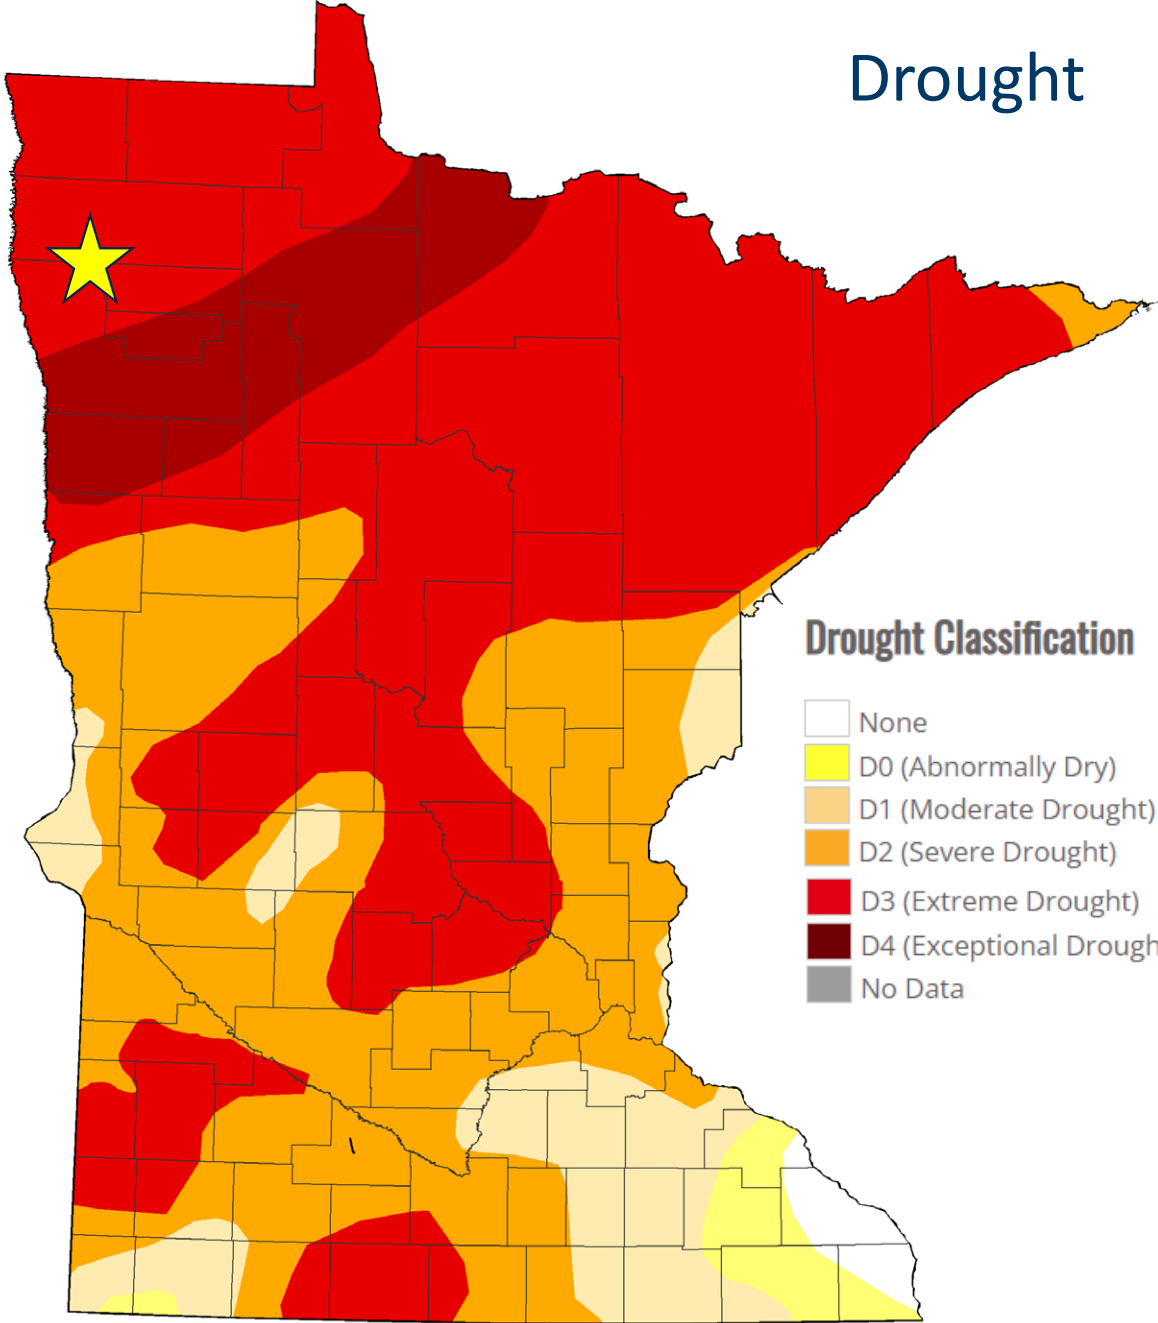 Drought
Drought Classification
None
D0 (Abnormally Dry)
D1 (Moderate Drought)
D2 (Severe Drought)
D3 (Extreme Drought)
D4 (Exceptional Drough
No Data